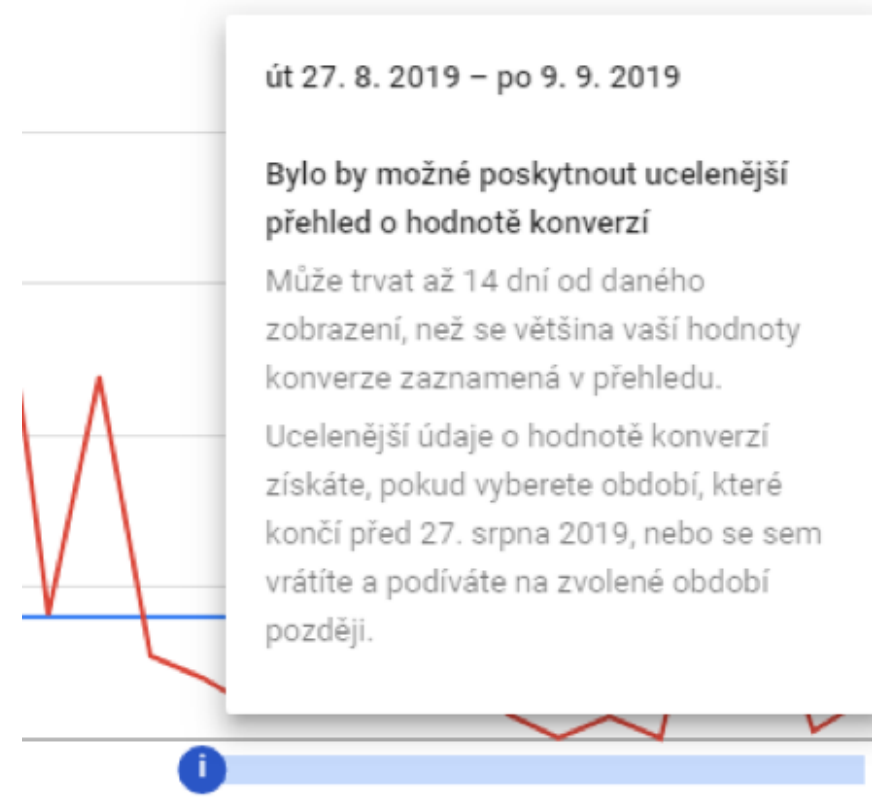 út 27. 8. 2019 – po 9. 9. 2019
Bylo by možné poskytnout ucelenější
přehled o hodnotě konverzí
Může trvat až 14 dní od daného
zobrazení, než se většina vaší hodnoty
konverze zaznamená v přehledu.
Ucelenější údaje o hodnotě konverzí
získáte, pokud vyberete období, které
končí před 27. srpna 2019, nebo se sem
vrátíte a podíváte na zvolené období
později.
i